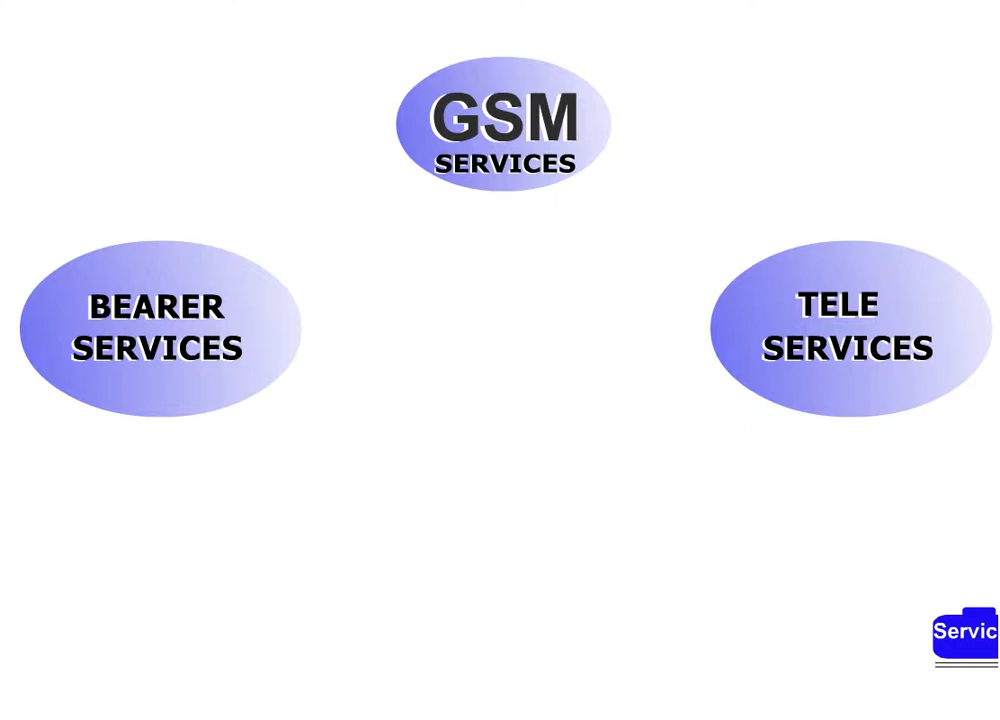 GSM
SERVICES
BEARER
SERVICES
TELE
SERVICES
Servic